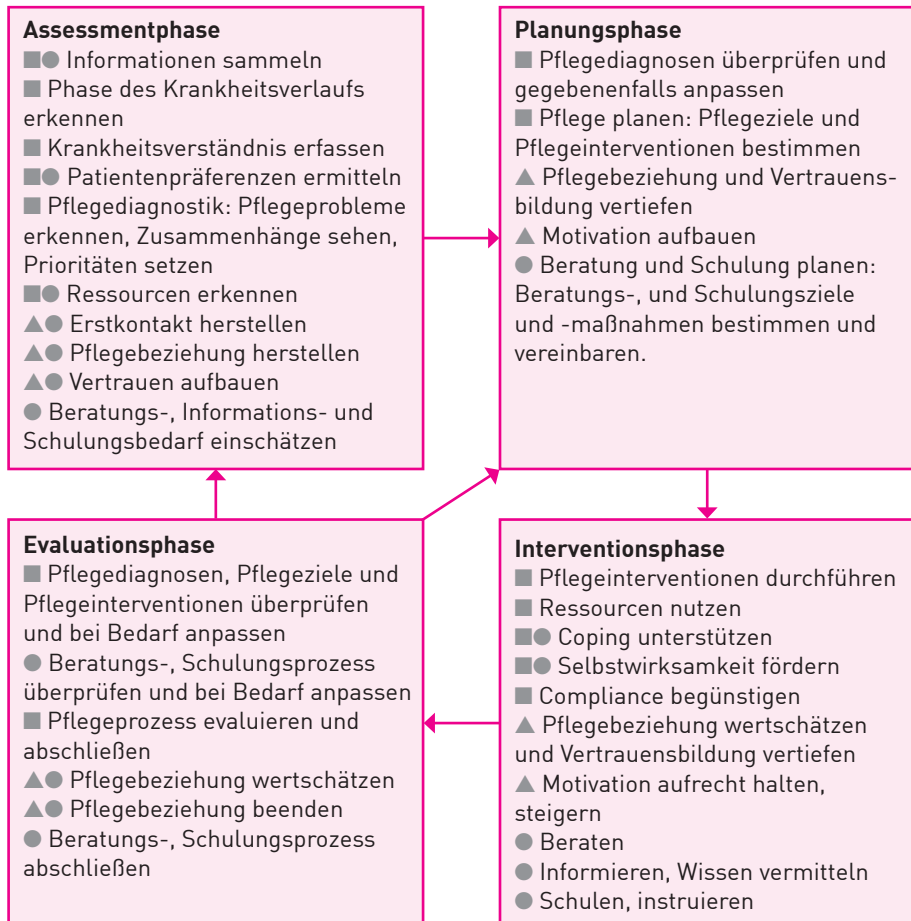 Assessmentphase
■● Informationen sammeln
■ Phase des Krankheitsverlaufs
erkennen
■ Krankheitsverständnis erfassen
■● Patientenpräferenzen ermitteln
■ Pflegediagnostik: Pflegeprobleme
erkennen, Zusammenhänge sehen,
Prioritäten setzen
■● Ressourcen erkennen
▲● Erstkontakt herstellen
▲● Pflegebeziehung herstellen
▲● Vertrauen aufbauen
● Beratungs-, Informations- und
Schulungsbedarf einschätzen
Planungsphase
■ Pflegediagnosen überprüfen und
gegebenenfalls anpassen
■ Pflege planen: Pflegeziele und
Pflegeinterventionen bestimmen
▲ Pflegebeziehung und Vertrauens-
bildung vertiefen
▲ Motivation aufbauen
● Beratung und Schulung planen:
Beratungs-, und Schulungsziele
und -maßnahmen bestimmen und
vereinbaren.
Evaluationsphase
■ Pflegediagnosen, Pflegeziele und
Pflegeinterventionen überprüfen
und bei Bedarf anpassen
● Beratungs-, Schulungsprozess
überprüfen und bei Bedarf anpassen
■ Pflegeprozess evaluieren und
abschließen
▲● Pflegebeziehung wertschätzen
▲● Pflegebeziehung beenden
● Beratungs-, Schulungsprozess
abschließen
Interventionsphase
■ Pflegeinterventionen durchführen
■ Ressourcen nutzen
■● Coping unterstützen
■● Selbstwirksamkeit fördern
■ Compliance begünstigen
▲ Pflegebeziehung wertschätzen
und Vertrauensbildung vertiefen
▲ Motivation aufrecht halten,
steigern
● Beraten
● Informieren, Wissen vermitteln
● Schulen, instruieren